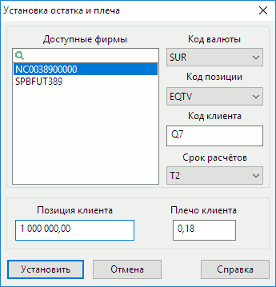 Установка остатка и плеча
Доступные фирмы
NC0038900000
SPBFUT389
Код валюты
SUR
Код позиции
EQTV
Код клиента
Q7
Срок расчётов
T2
Позиция клиента
1 000 000,00
Плечо клиента
0,18
Установить
Отмена
Справка